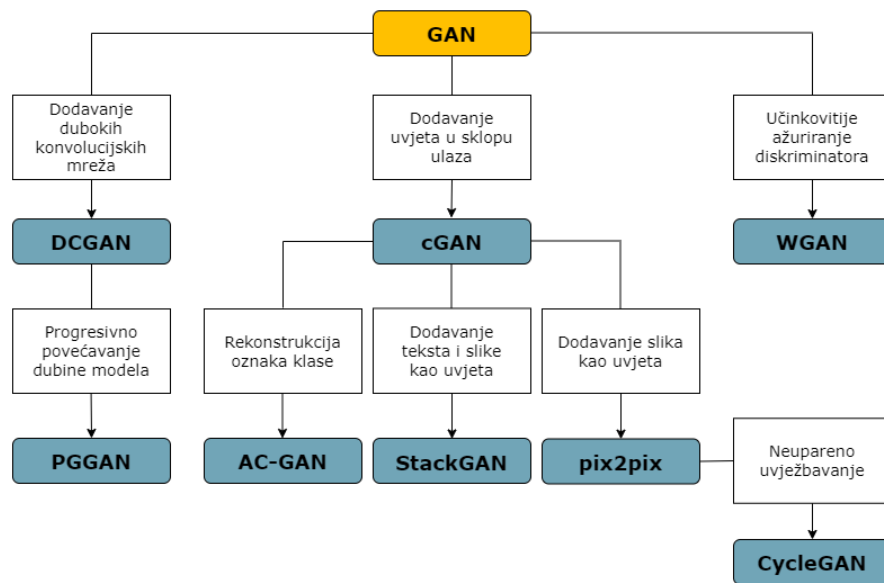 GAN
Dodavanje
dubokih
konvolucijskih
mreža
Dodavanje
uvjeta u sklopu
ulaza
Učinkovitije
ažuriranje
diskriminatora
DCGAN
cGAN
WGAN
Progresivno
povećavanje
dubine modela
Rekonstrukcija
oznaka klase
Dodavanje
teksta i slike
kao uvjeta
Dodavanje slika
kao uvjeta
PGGAN
AC-GAN
StackGAN
pix2pix
Neupareno
uvježbavanje
CycleGAN